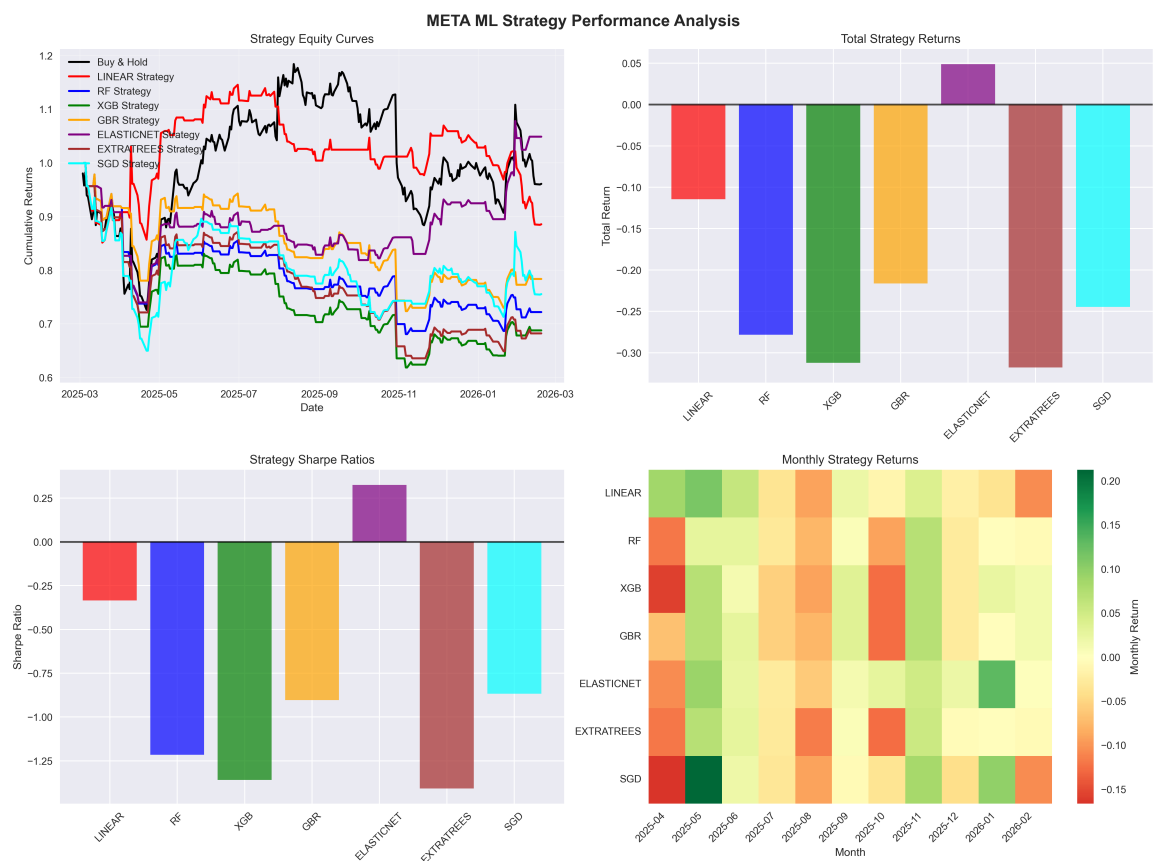 META ML Strategy Performance Analysis
Strategy Equity Curves
Cumulative Returns
1.2
1.1
1.0
0.9
0.8
0.7
0.6
Buy & Hold
LINEAR Strategy
RF Strategy
XGB Strategy
GBR Strategy
ELASTICNET Strategy
EXTRATREES Strategy
SGD Strategy
2025-03
2025-05
2025-07
2025-09
2025-11
2026-01
2026-03
Date
Total Strategy Returns
Total Return
0.05
0.00
−0.05
−0.10
−0.15
−0.20
−0.25
−0.30
LINEAR
RF
XGB
GBR
ELASTICNET
EXTRATREES
SGD
Strategy Sharpe Ratios
Sharpe Ratio
0.25
0.00
−0.25
−0.50
−0.75
−1.00
−1.25
LINEAR
RF
XGB
GBR
ELASTICNET
EXTRATREES
SGD
Monthly Strategy Returns
LINEAR
RF
XGB
GBR
ELASTICNET
EXTRATREES
SGD
2025-04
2025-05
2025-06
2025-07
2025-08
2025-09
2025-10
2025-11
2025-12
2026-01
2026-02
Month
0.20
0.15
0.10
0.05
0.00
−0.05
−0.10
−0.15
Monthly Return